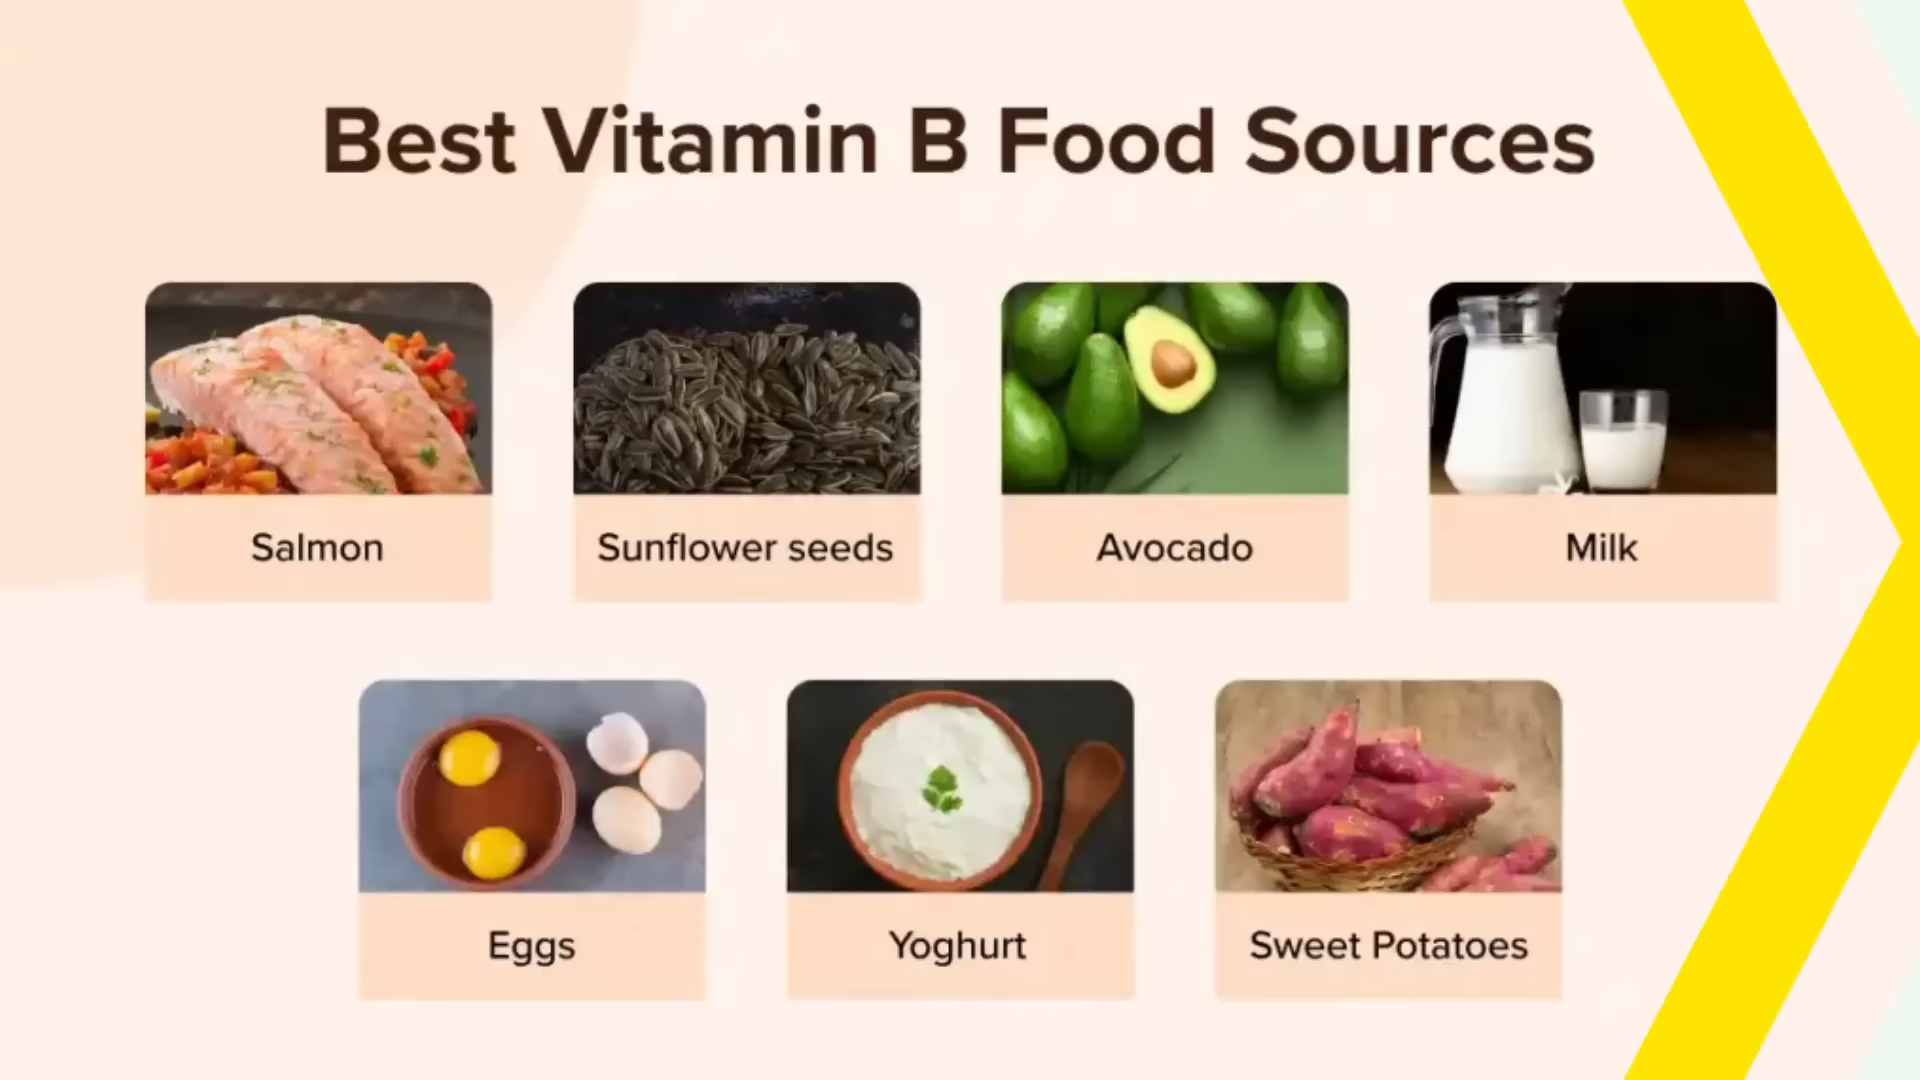 Best Vitamin B Food Sources
Salmon
Sunflower seeds
Avocado
Milk
Eggs
Yoghurt
Sweet Potatoes